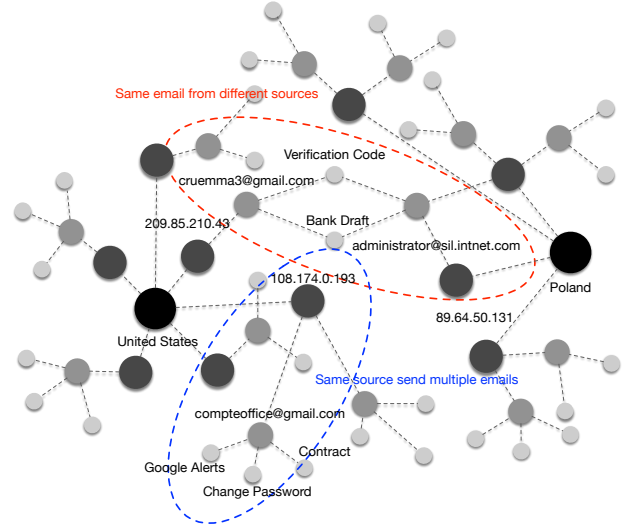 Same email from different sources
Verification Code
cruemma3@gmail.com
209.85.210.43
Bank Draft
administrator@sil.intnet.com
108.174.0.193
Poland
89.64.50.131
United States
Same source send multiple emails
compteoffice@gmail.com
Contract
Google Alerts
Change Password